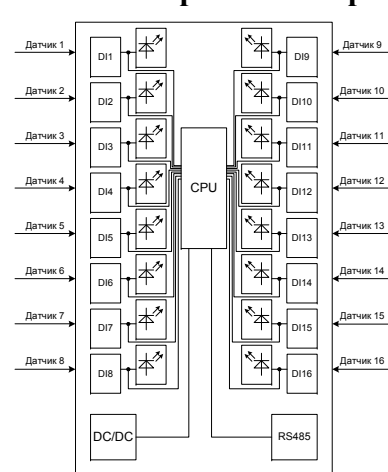 Датчик 1
Датчик 2
Датчик 3
Датчик 4
Датчик 5
Датчик 6
Датчик 7
Датчик 8
DI1
DI2
DI3
DI4
DI5
DI6
DI7
DI8
CPU
DI9
DI10
DI11
DI12
DI13
DI14
DI15
DI16
Датчик 9
Датчик 10
Датчик 11
Датчик 12
Датчик 13
Датчик 14
Датчик 15
Датчик 16
DC/DC
RS485